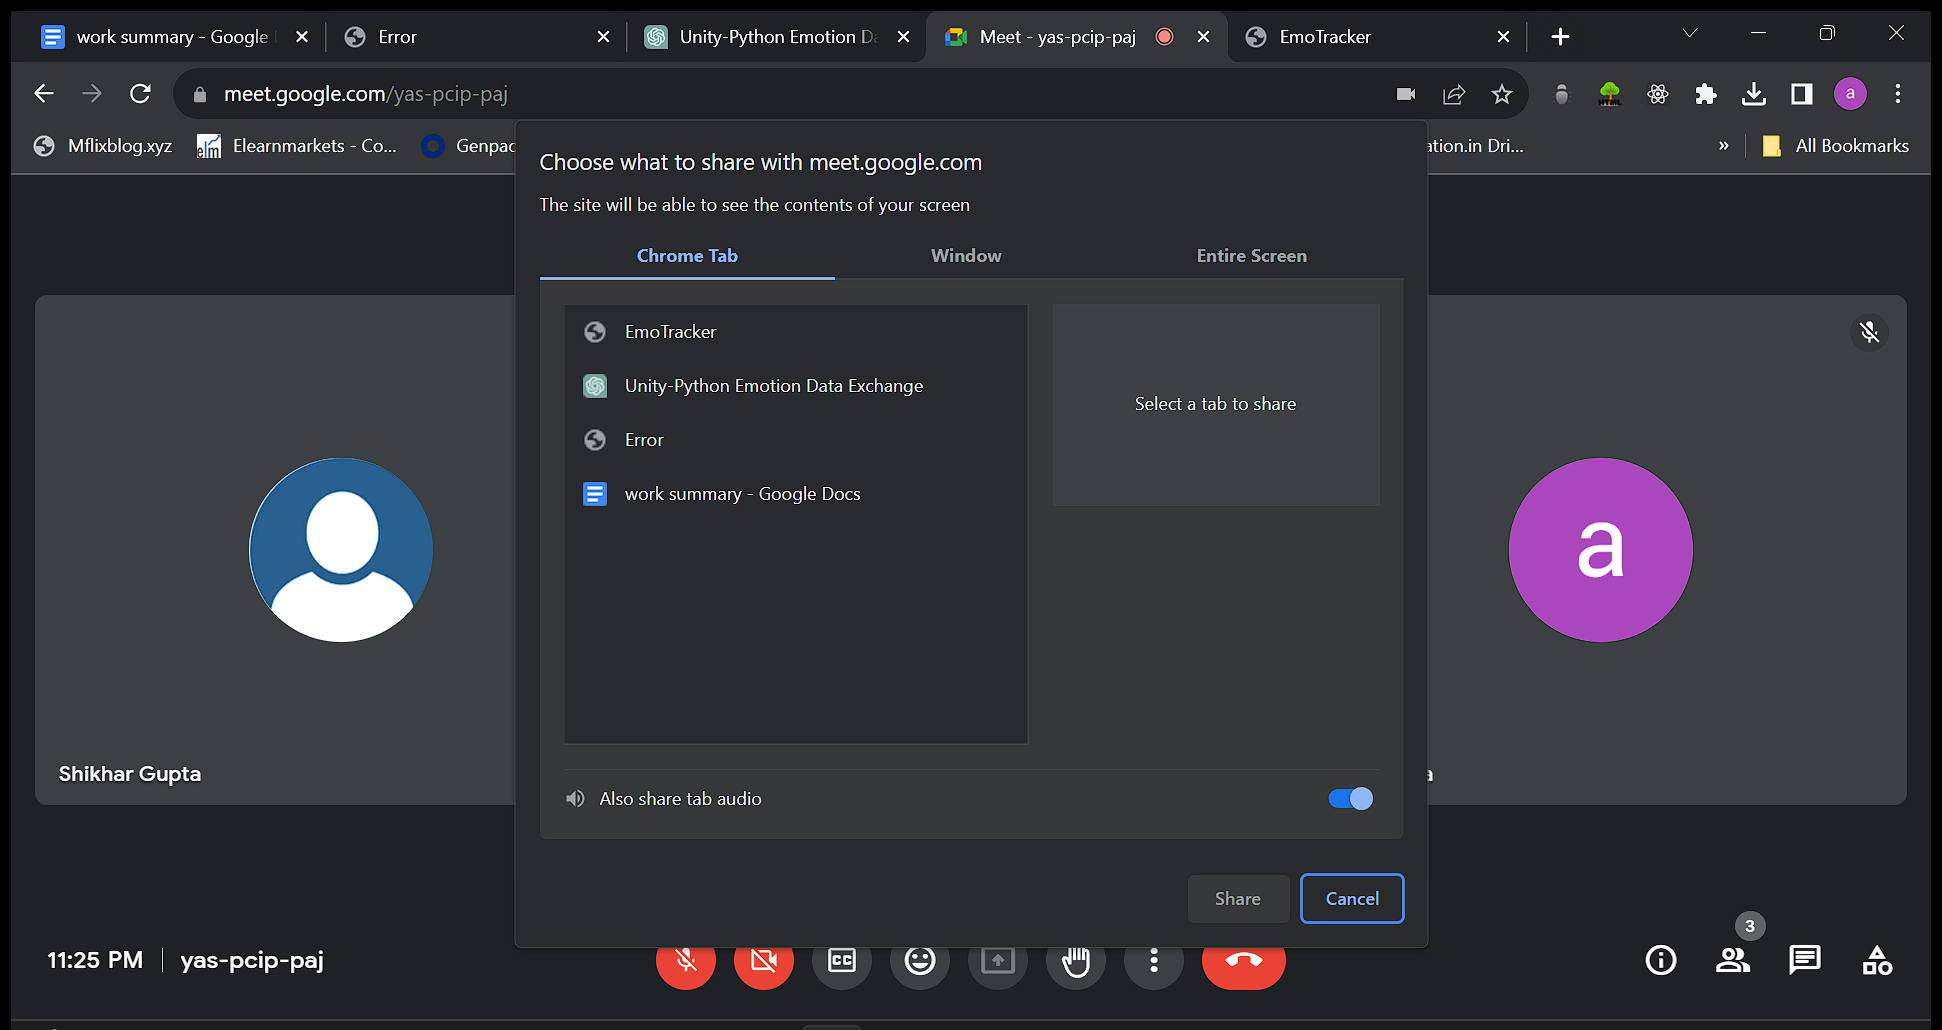 work summary - Google
Error
Unity-Python Emotion Da
Meet - yas-pcip-paj
EmoTracker
meet.google.com/yas-pcip-paj
a
Mflixblog.xyz
elm
Elearnmarkets - Co...
Genpac
ation.in Dri...
»
All Bookmarks
Choose what to share with meet.google.com
The site will be able to see the contents of your screen
Chrome Tab
Window
Entire Screen
EmoTracker
Unity-Python Emotion Data Exchange
Error
work summary - Google Docs
Select a tab to share
a
Shikhar Gupta
a
Also share tab audio
Share
Cancel
11:25 PM | yas-pcip-paj
CC
3